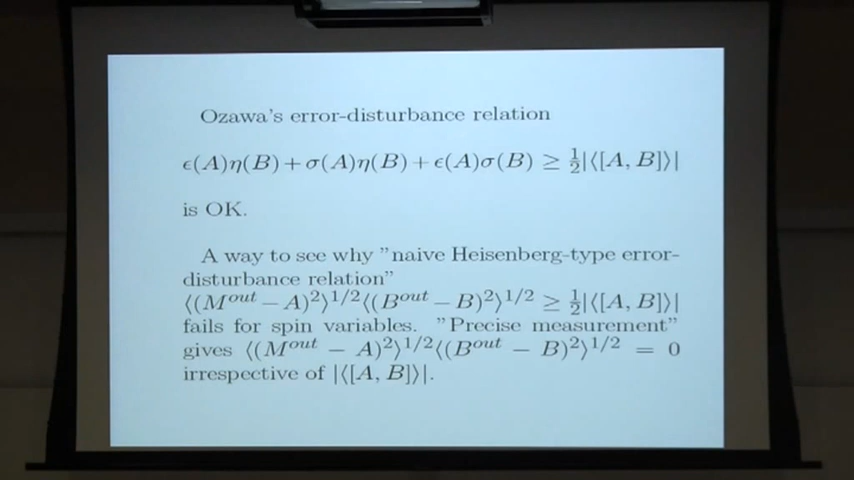 Ozawa's error-disturbance relation
ϵ(A)η(B) + σ(A)η(B) + ϵ(A)σ(B) ≥ ½|⟨[A, B]⟩|
is OK.
A way to see why ”naive Heisenberg-type error-
disturbance relation”
⟨(M^out − A)²⟩^1/2⟨(B^out − B)²⟩^1/2 ≥ ½|⟨[A, B]⟩|
fails for spin variables. ”Precise measurement”
gives ⟨(M^out − A)²⟩^1/2⟨(B^out − B)²⟩^1/2 = 0
irrespective of |⟨[A, B]⟩|.